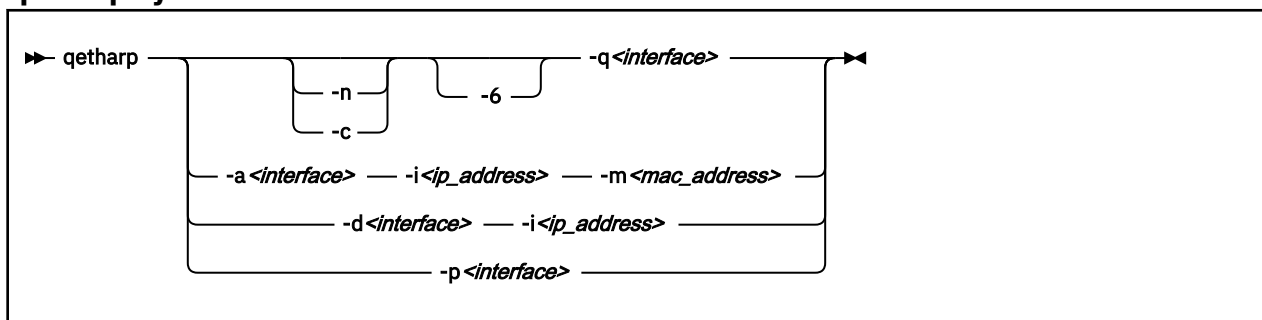 qetharp -q<interface>
-n
-6
-c
-a<interface> -i<ip_address> -m<mac_address>
-d<interface> -i<ip_address>
-p<interface>